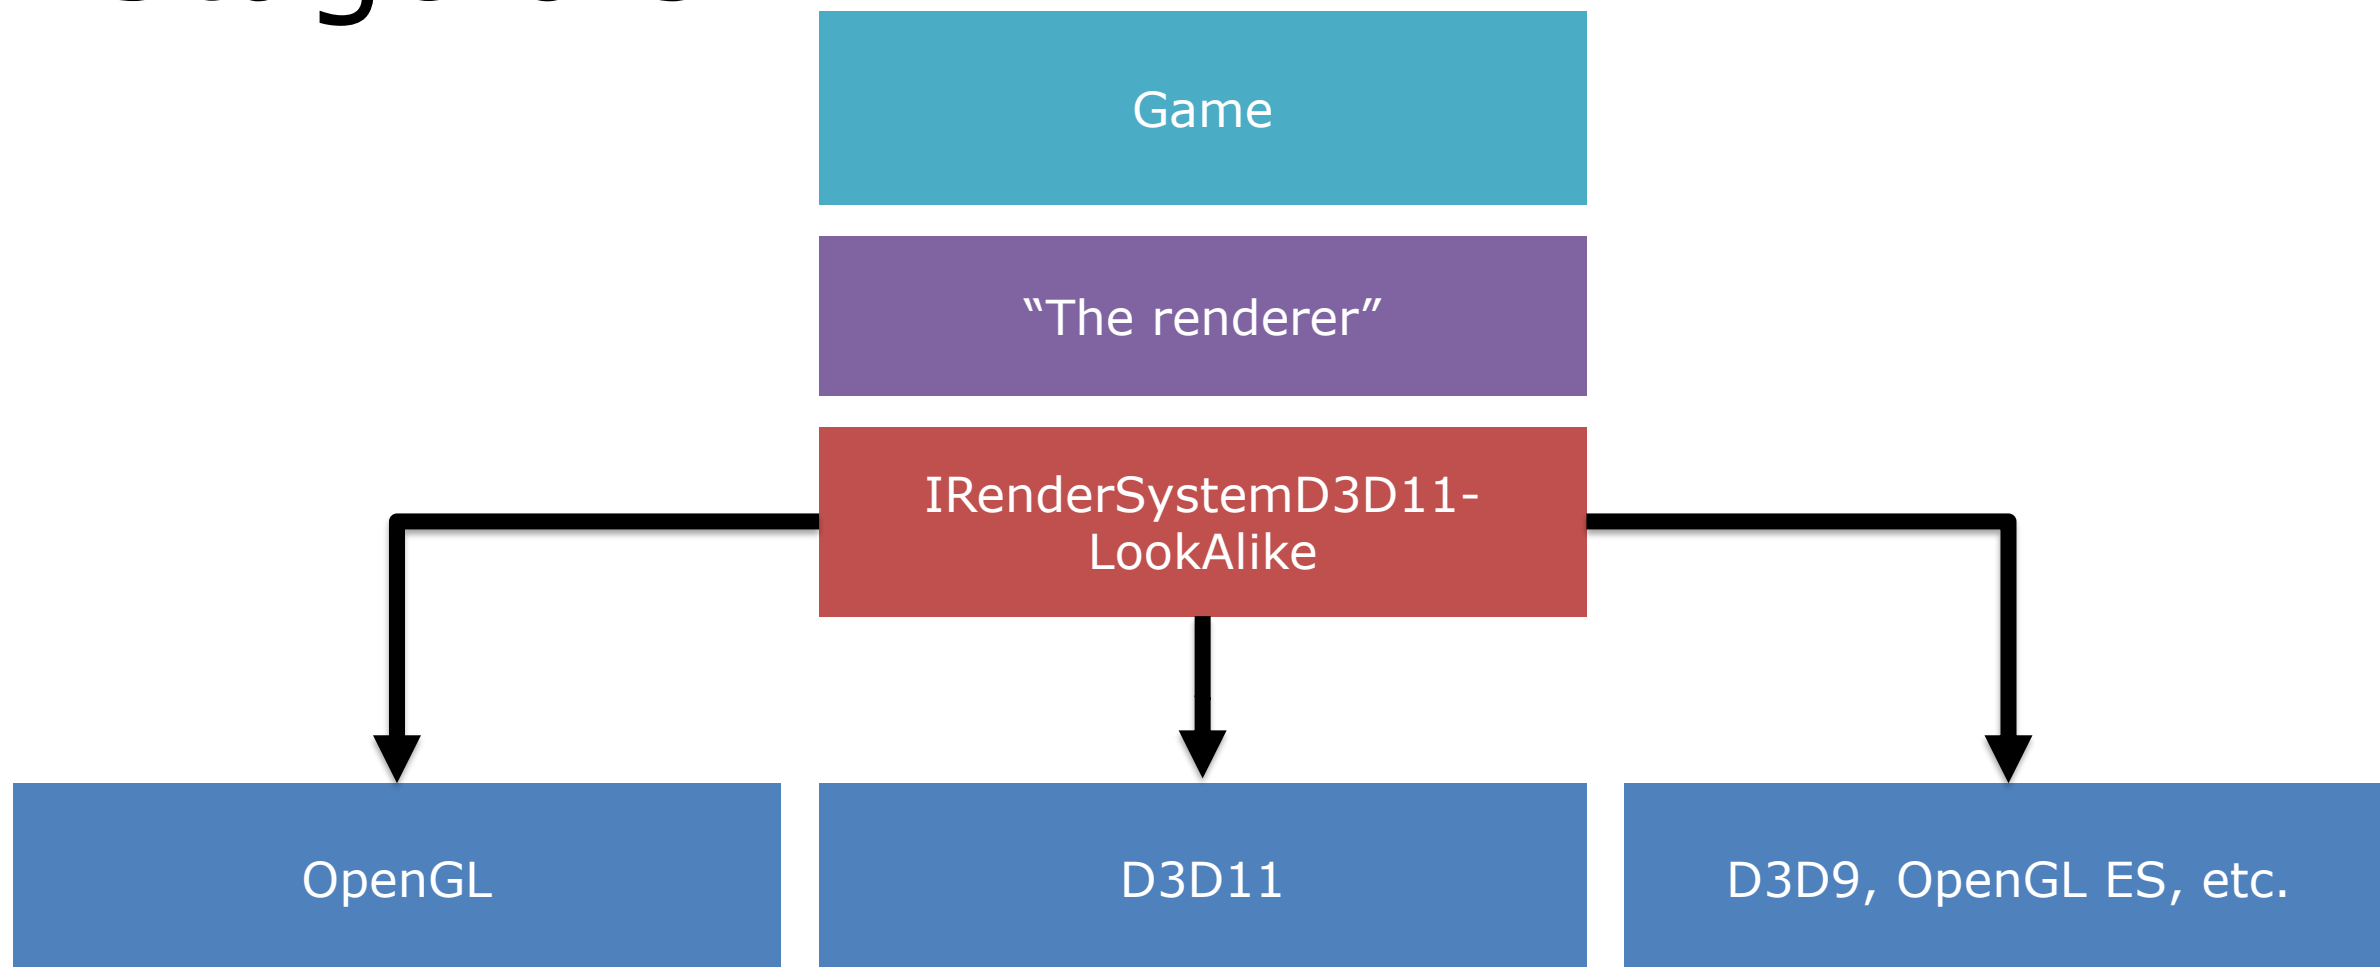 Game
“The renderer”
IRenderSystemD3D11-
LookAlike
OpenGL
D3D11
D3D9, OpenGL ES, etc.